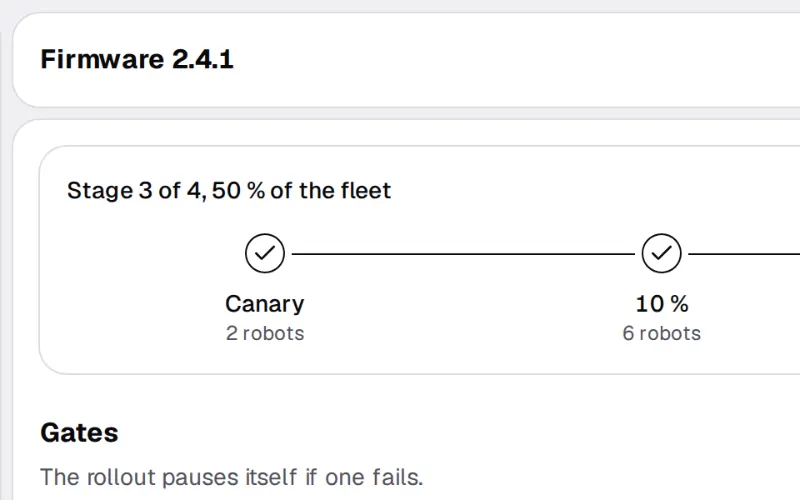 Firmware 2.4.1
Stage 3 of 4, 50 % of the fleet
Canary
2 robots
10 %
6 robots
Gates
The rollout pauses itself if one fails.